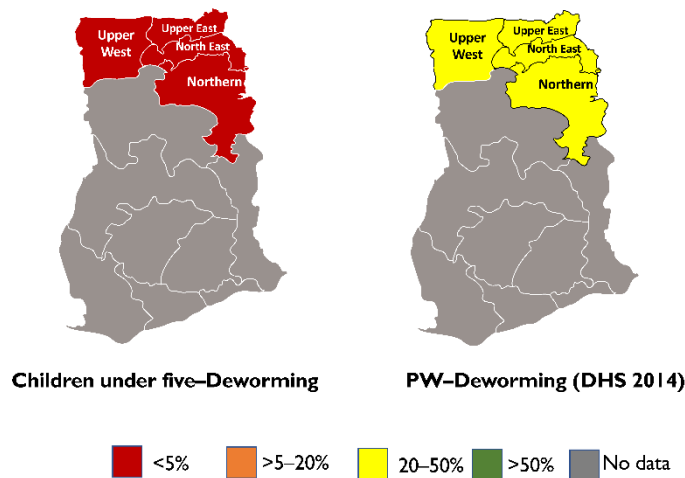 Upper West
Upper East
North East
Northern
Upper West
Upper East
North East
Northern
Children under five–Deworming
PW–Deworming (DHS 2014)
<5%
>5–20%
20–50%
>50%
No data